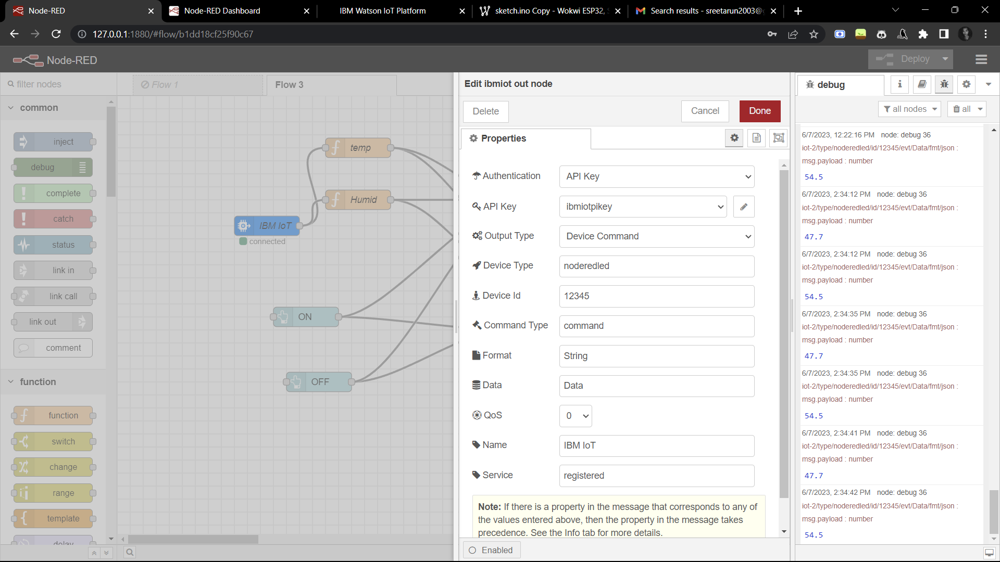 Node-RED
Node-RED Dashboard
IBM Watson IoT Platform
sketch.ino Copy - Wokwi ESP32,
Search results - sreetarun2003@
127.0.0.1:1880/#flow/b1dd18cf25f90c67
Node-RED
Deploy
filter nodes
Flow 1
Flow 3
common
inject
debug
complete
catch
status
link in
link call
link out
comment
function
function
switch
change
range
template
delay
temp
Humid
IBM IoT
connected
ON
OFF
Edit ibmiot out node
Delete
Cancel
Done
Properties
Authentication
API Key
API Key
ibmiotpikey
Output Type
Device Command
Device Type
noderedled
Device Id
12345
Command Type
command
Format
String
Data
Data
QoS
0
Name
IBM IoT
Service
registered
Note: If there is a property in the message that corresponds to any of
the values entered above, then the property in the message takes
precedence. See the Info tab for more details.
Enabled
debug
all nodes
all
6/7/2023, 12:22:16 PM node: debug 36
iot-2/type/noderedled/id/12345/evt/Data/fmt/json :
msg.payload : number
54.5
6/7/2023, 2:34:12 PM node: debug 36
iot-2/type/noderedled/id/12345/evt/Data/fmt/json :
msg.payload : number
47.7
6/7/2023, 2:34:12 PM node: debug 36
iot-2/type/noderedled/id/12345/evt/Data/fmt/json :
msg.payload : number
54.5
6/7/2023, 2:34:35 PM node: debug 36
iot-2/type/noderedled/id/12345/evt/Data/fmt/json :
msg.payload : number
47.7
6/7/2023, 2:34:35 PM node: debug 36
iot-2/type/noderedled/id/12345/evt/Data/fmt/json :
msg.payload : number
54.5
6/7/2023, 2:34:41 PM node: debug 36
iot-2/type/noderedled/id/12345/evt/Data/fmt/json :
msg.payload : number
47.7
6/7/2023, 2:34:42 PM node: debug 36
iot-2/type/noderedled/id/12345/evt/Data/fmt/json :
msg.payload : number
54.5